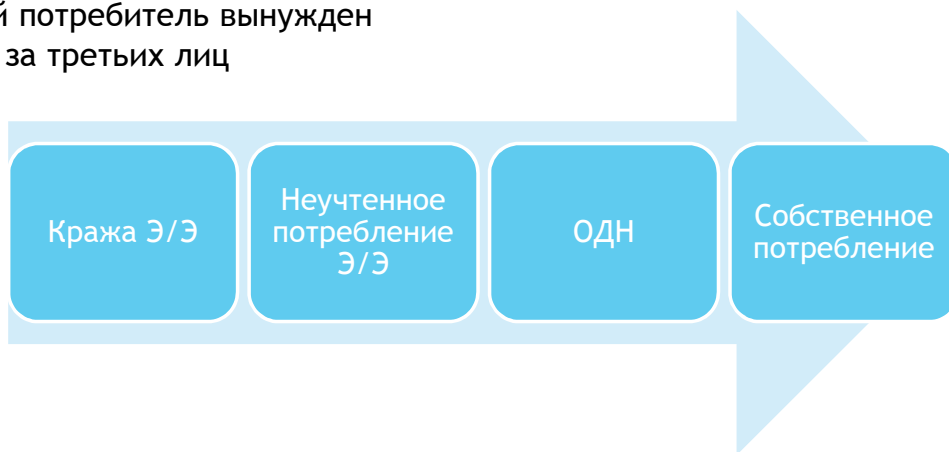 й потребитель вынужден
за третьих лиц
Кража Э/Э
Неучтенное
потребление
Э/Э
ОДН
Собственное
потребление